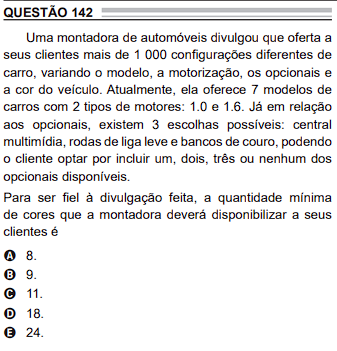 QUESTÃO 142
Uma montadora de automóveis divulgou que oferta a
seus clientes mais de 1 000 configurações diferentes de
carro, variando o modelo, a motorização, os opcionais e
a cor do veículo. Atualmente, ela oferece 7 modelos de
carros com 2 tipos de motores: 1.0 e 1.6. Já em relação
aos opcionais, existem 3 escolhas possíveis: central
multimídia, rodas de liga leve e bancos de couro, podendo
o cliente optar por incluir um, dois, três ou nenhum dos
opcionais disponíveis.
Para ser fiel à divulgação feita, a quantidade mínima
de cores que a montadora deverá disponibilizar a seus
clientes é
A 8.
B 9.
C 11.
D 18.
E 24.